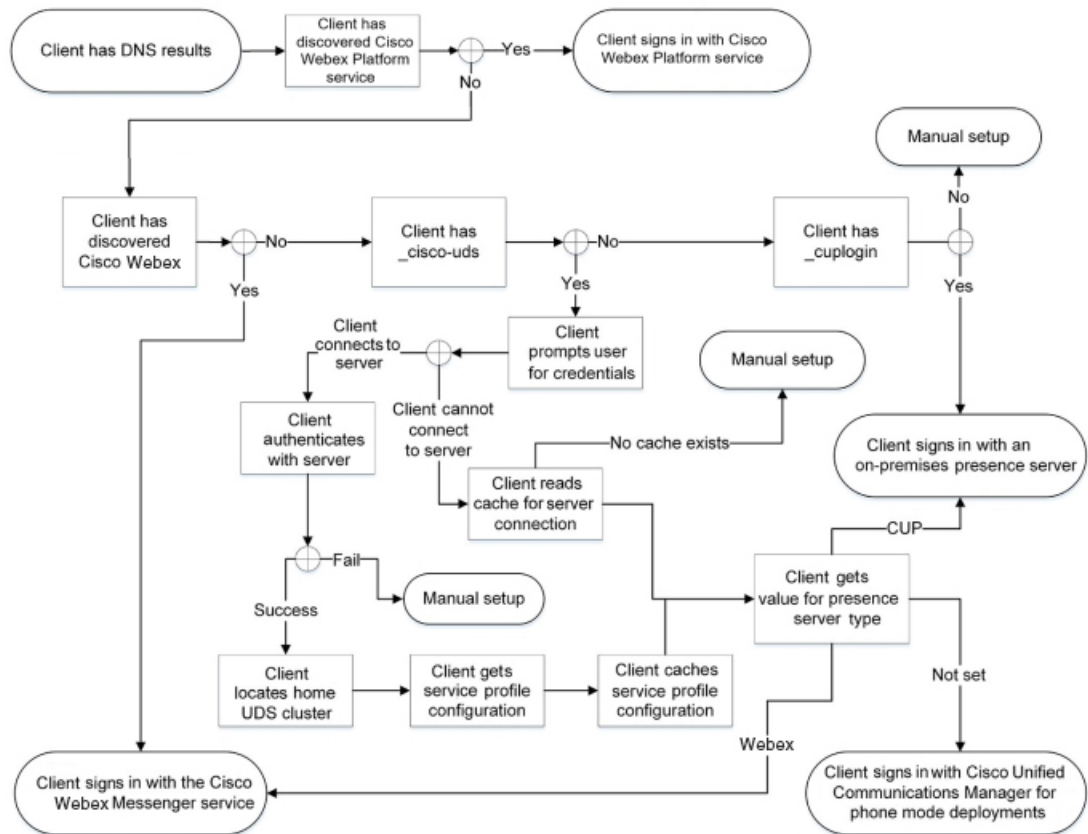 Client has DNS results
Client has
discovered Cisco
Webex Platform
service
Yes
Client signs in with Cisco
Webex Platform service
No
Manual setup
No
Client has
discovered
Cisco Webex
No
Client has
_cisco-uds
No
Client has
_cuplogin
Yes
Yes
Yes
Client
connects to
server
Client
prompts user
for credentials
Manual setup
Client
authenticates
with server
Client cannot
connect
to server
No cache exists
Client signs in with an
on-premises presence server
Client reads
cache for server
connection
CUP
Fail
Client gets
value for presence
server type
Success
Manual setup
Client
locates home
UDS cluster
Client gets
service profile
configuration
Client caches
service profile
configuration
Not set
Webex
Client signs in with the Cisco
Webex Messenger service
Client signs in with Cisco Unified
Communications Manager for
phone mode deployments